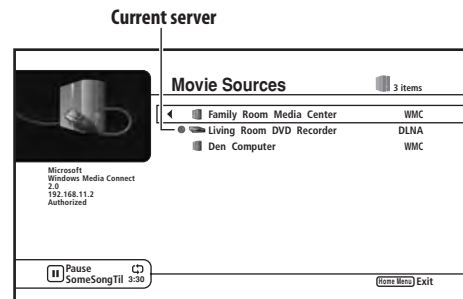 Current server
Movie Sources
3 items
Family Room Media Center WMC
Living Room DVD Recorder DLNA
Den Computer WMC
Microsoft
Windows Media Connect
2.0
192.168.11.2
Authorized
Pause
SomeSongTil 3:30
Home Menu Exit